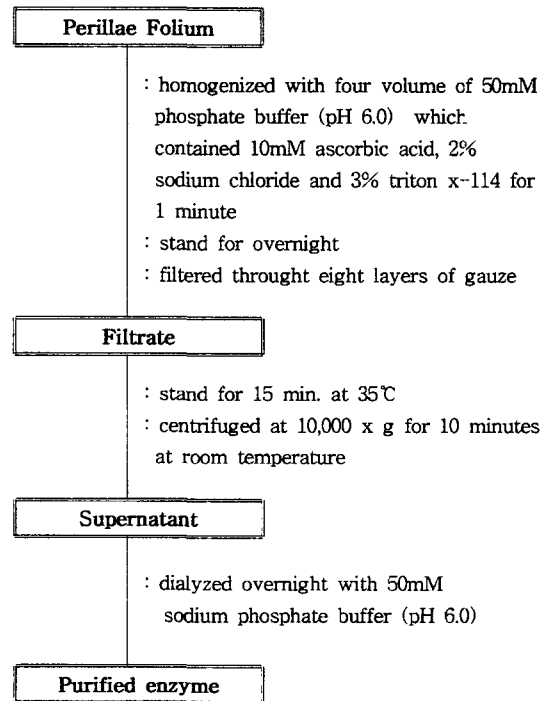 Perillae Folium
: homogenized with four volume of 50mM
phosphate buffer (pH 6.0) which
contained 10mM ascorbic acid, 2%
sodium chloride and 3% triton x-114 for
1 minute
: stand for overnight
: filtered throught eight layers of gauze
Filtrate
: stand for 15 min. at 35℃
: centrifuged at 10,000 x g for 10 minutes
at room temperature
Supernatant
: dialyzed overnight with 50mM
sodium phosphate buffer (pH 6.0)
Purified enzyme